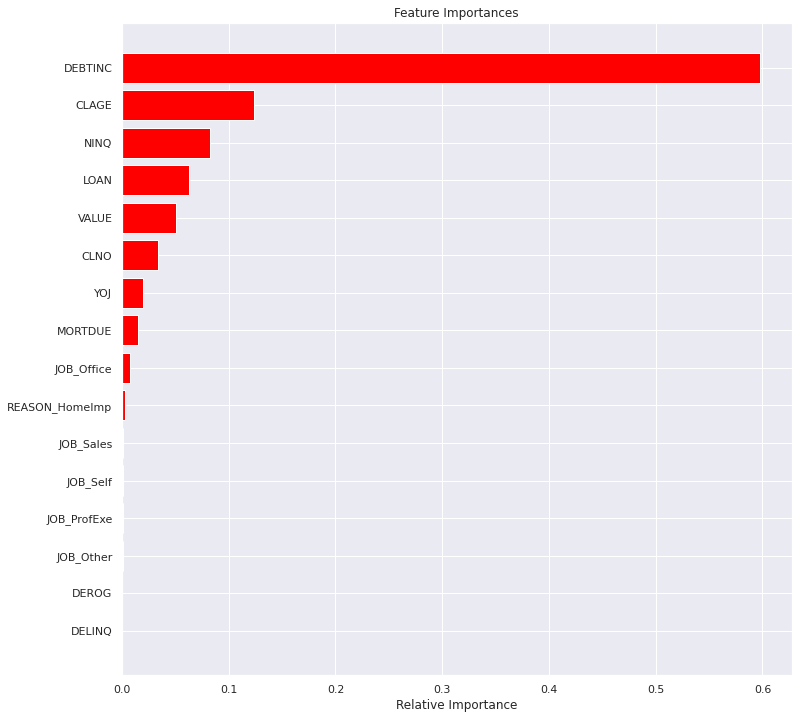 Feature Importances
DEBTINC
CLAGE
NINQ
LOAN
VALUE
CLNO
YOJ
MORTDUE
JOB_Office
REASON_HomeImp
JOB_Sales
JOB_Self
JOB_ProfExe
JOB_Other
DEROG
DELINQ
0.0 0.1 0.2 0.3 0.4 0.5 0.6
Relative Importance